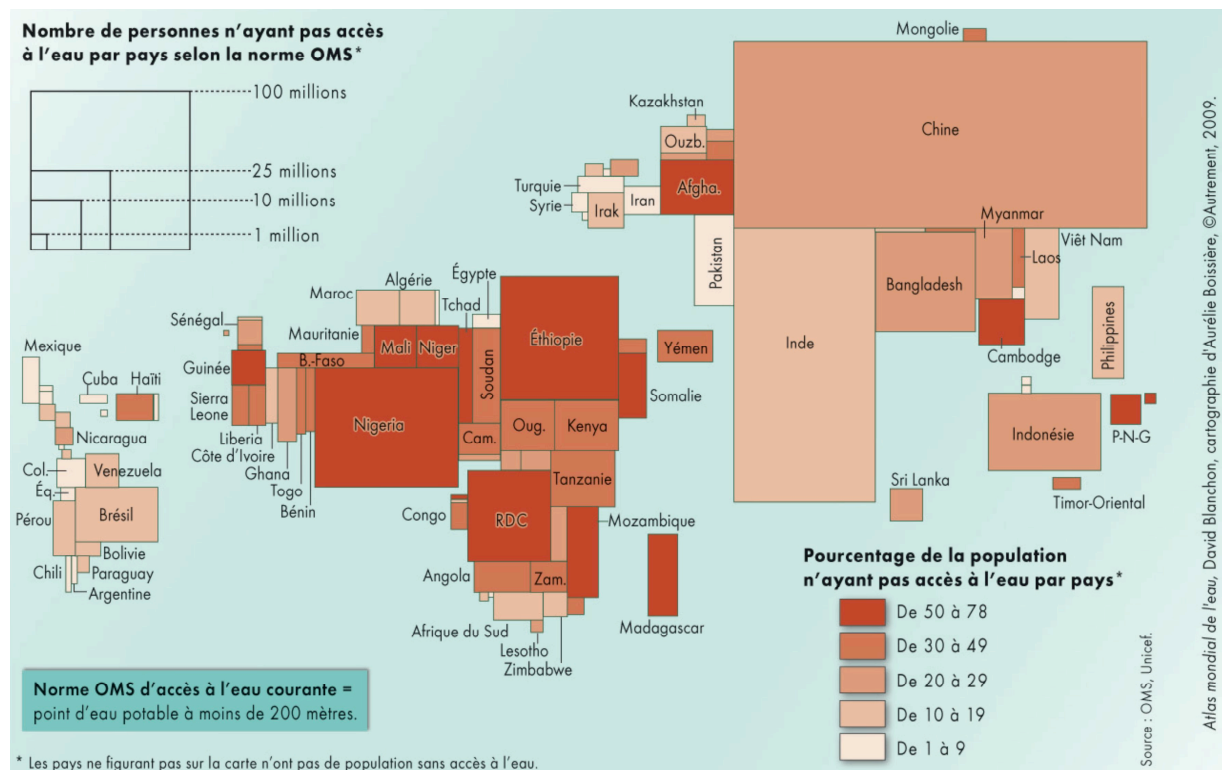 Nombre de personnes n'ayant pas accès
à l'eau par pays selon la norme OMS*
100 millions
25 millions
10 millions
1 million
Mongolie
Kazakhstan
Ouzb.
Chine
Turquie
Syrie
Irak
Iran
Afgha.
Pakistan
Inde
Bangladesh
Myanmar
Laos
Viêt Nam
Cambodge
Philippines
Indonésie
P-N-G
Timor-Oriental
Sri Lanka
Égypte
Algérie
Maroc
Tchad
Sénégal
Mauritanie
Mali
Niger
Soudan
Éthiopie
Yémen
Somalie
Guinée
B.-Faso
Sierra
Leone
Liberia
Côte d'Ivoire
Ghana
Togo
Bénin
Nigeria
Cam.
Oug.
Kenya
Tanzanie
Congo
RDC
Mozambique
Angola
Zam.
Madagascar
Afrique du Sud
Lesotho
Zimbabwe
Mexique
Cuba
Haïti
Nicaragua
Col.
Venezuela
Éq.
Pérou
Brésil
Bolivie
Chili
Paraguay
Argentine
Pourcentage de la population
n'ayant pas accès à l'eau par pays*
De 50 à 78
De 30 à 49
De 20 à 29
De 10 à 19
De 1 à 9
Norme OMS d'accès à l'eau courante =
point d'eau potable à moins de 200 mètres.
* Les pays ne figurant pas sur la carte n'ont pas de population sans accès à l'eau.
Source : OMS, Unicef.
Atlas mondial de l'eau, David Blanchon, cartographie d'Aurélie Boissière, ©Autrement, 2009.